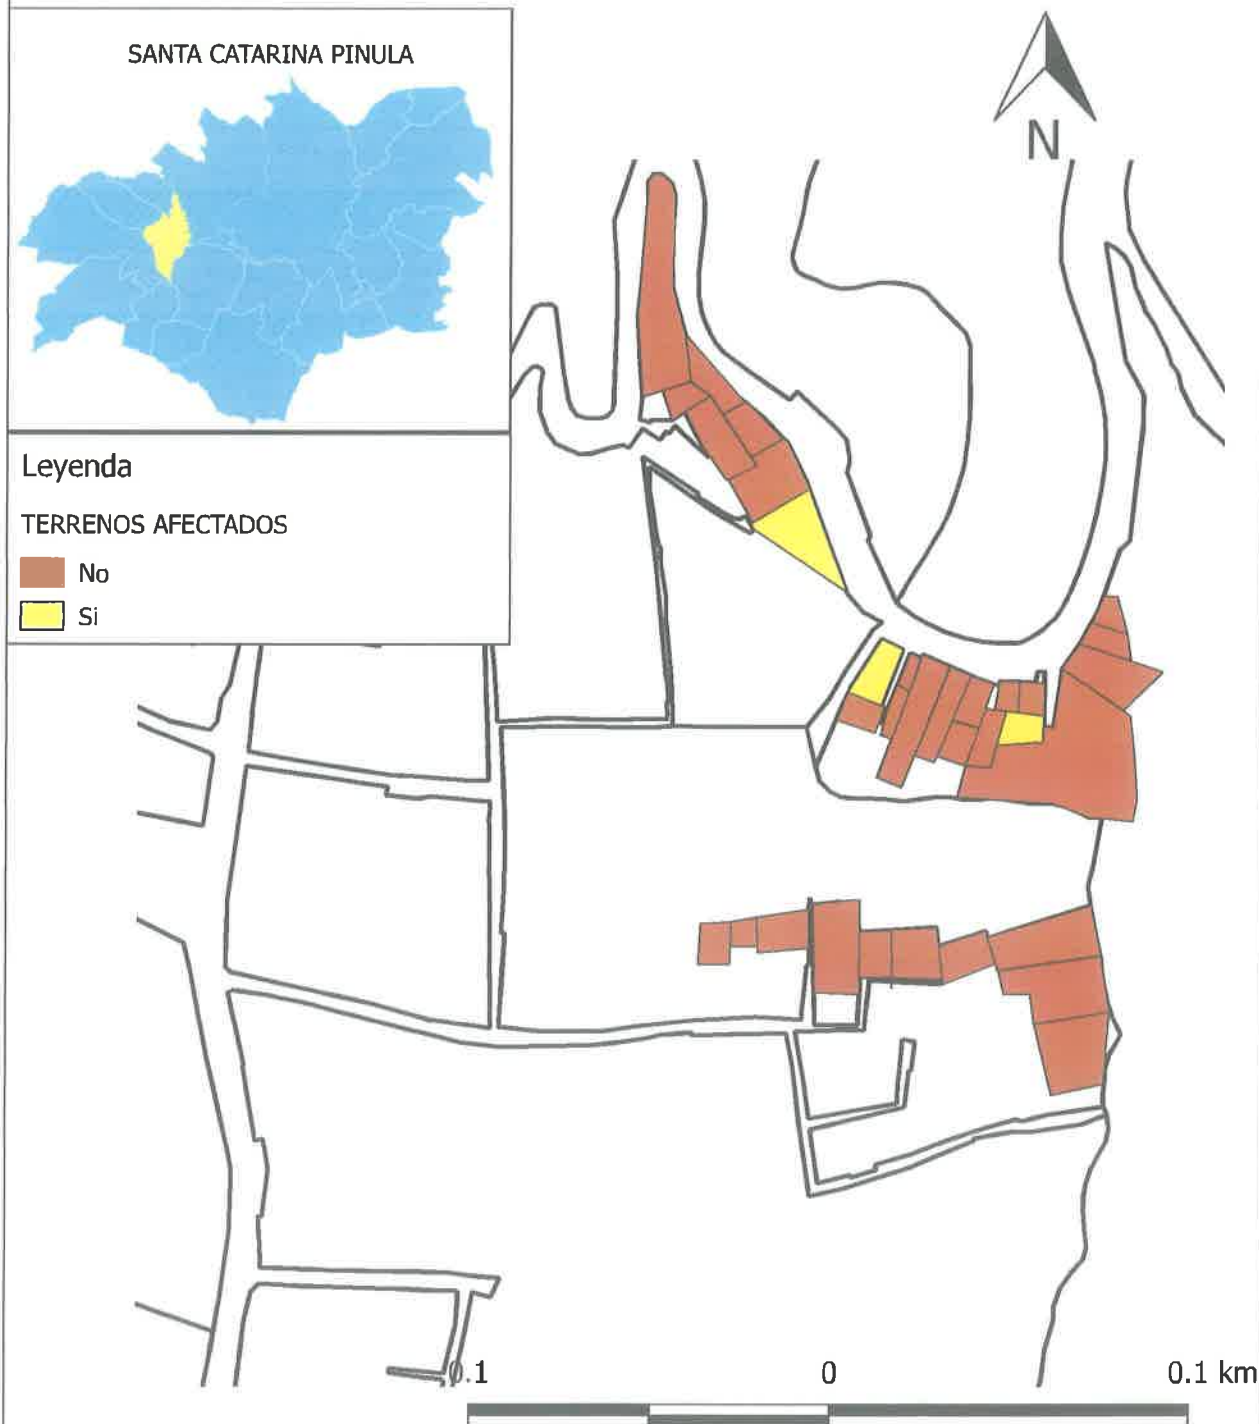 SANTA CATARINA PINULA
N
Leyenda
TERRENOS AFECTADOS
No
Si
0.1 0 0.1 km